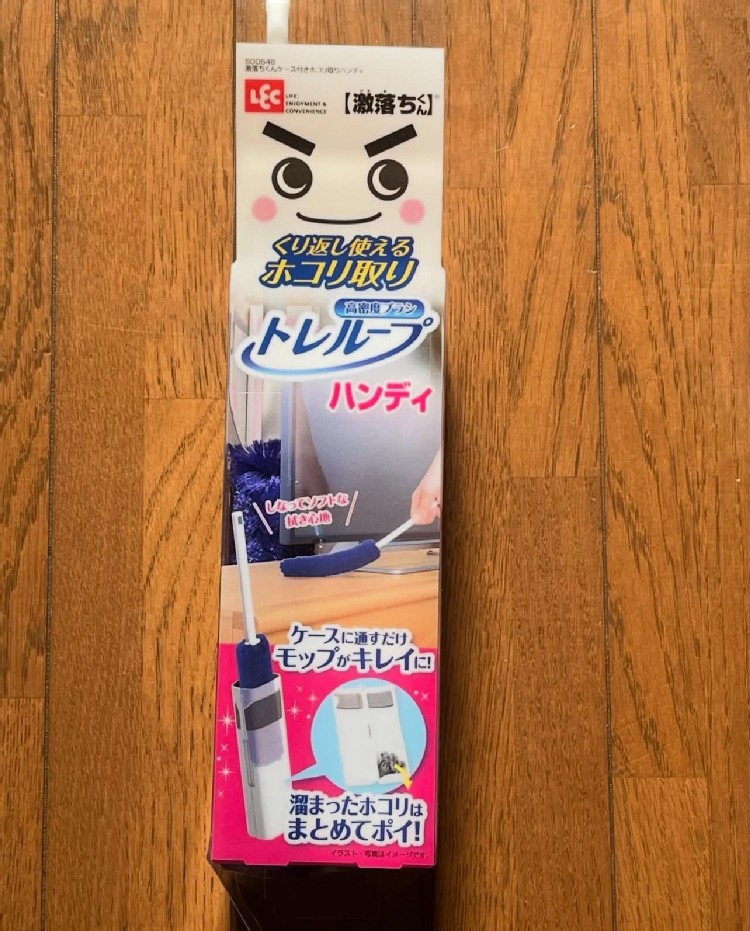 S00548
激落ちくんケース付きホコリ取りハンディ
LEC LIFE, ENJOYMENT & CONVENIENCE
【激落ちくん】®
くり返し使える
ホコリ取り
高密度ブラシ
トレループ
ハンディ
しなってソフトな
拭き心地
ケースに通すだけ
モップがキレイに!
溜まったホコリは
まとめてポイ!
イラスト・写真はイメージです。